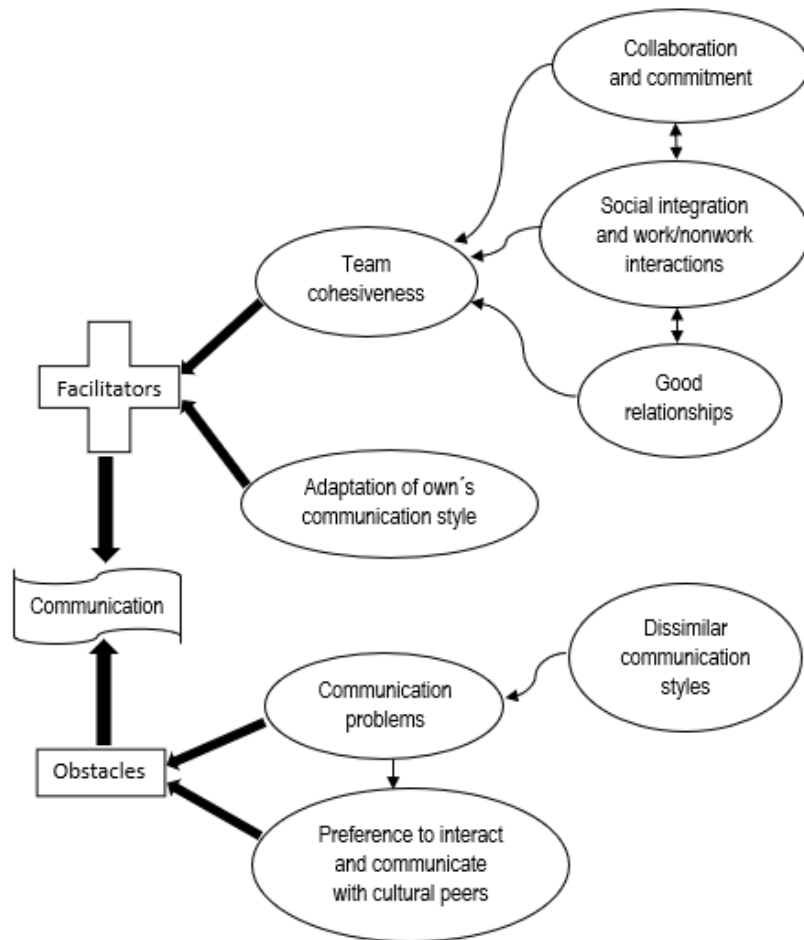 Collaboration
and commitment
Social integration
and work/nonwork
interactions
Team
cohesiveness
Facilitators
Good
relationships
Adaptation of own´s
communication style
Communication
Dissimilar
communication
styles
Communication
problems
Obstacles
Preference to interact
and communicate
with cultural peers